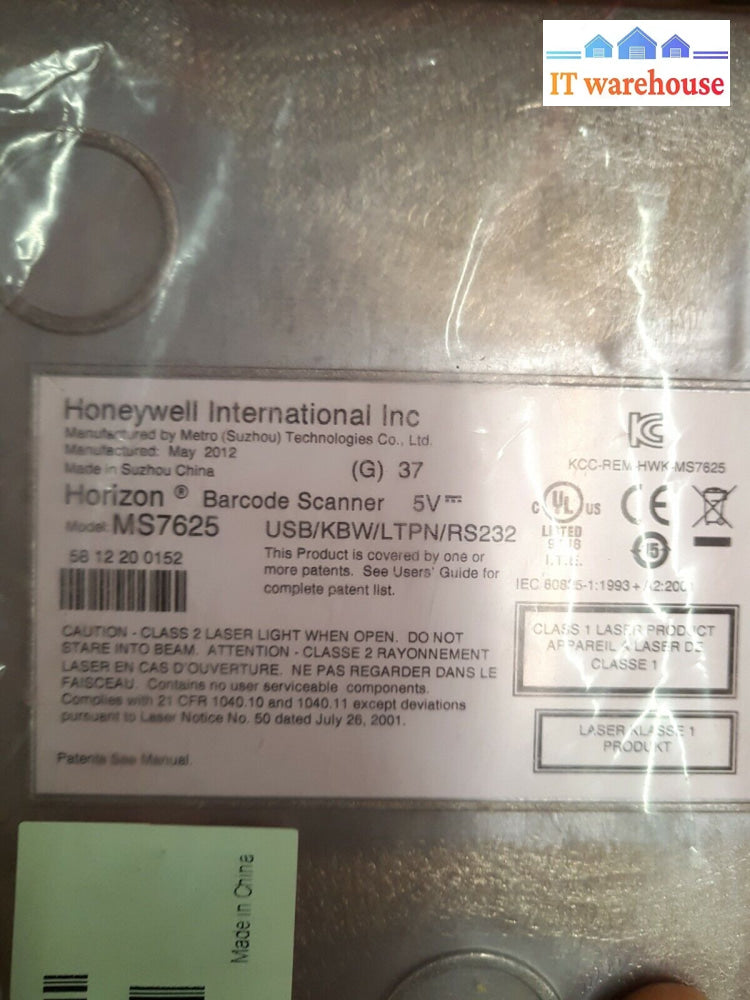 IT warehouse
Honeywell International Inc
Manufactured by Metro (Suzhou) Technologies Co., Ltd.
Manufactured: May 2012
Made in Suzhou China
(G) 37
KCC-REM-HWK-MS7625
Horizon ® Barcode Scanner 5V
C UL US
LISTED
I.T.E.
CE
15
Model: MS7625
USB/KBW/LTPN/RS232
58 12 20 0152
This Product is covered by one or
more patents. See Users' Guide for
complete patent list.
CAUTION - CLASS 2 LASER LIGHT WHEN OPEN. DO NOT
STARE INTO BEAM. ATTENTION - CLASSE 2 RAYONNEMENT
LASER EN CAS D'OUVERTURE. NE PAS REGARDER DANS LE
FAISCEAU. Contains no user serviceable components.
Complies with 21 CFR 1040.10 and 1040.11 except deviations
pursuant to Laser Notice No. 50 dated July 26, 2001.
Patents See Manual.
CLASS 1 LASER PRODUCT
APPAREIL À LASER DE
CLASSE 1
LASER KLASSE 1
PRODUKT
Made in China